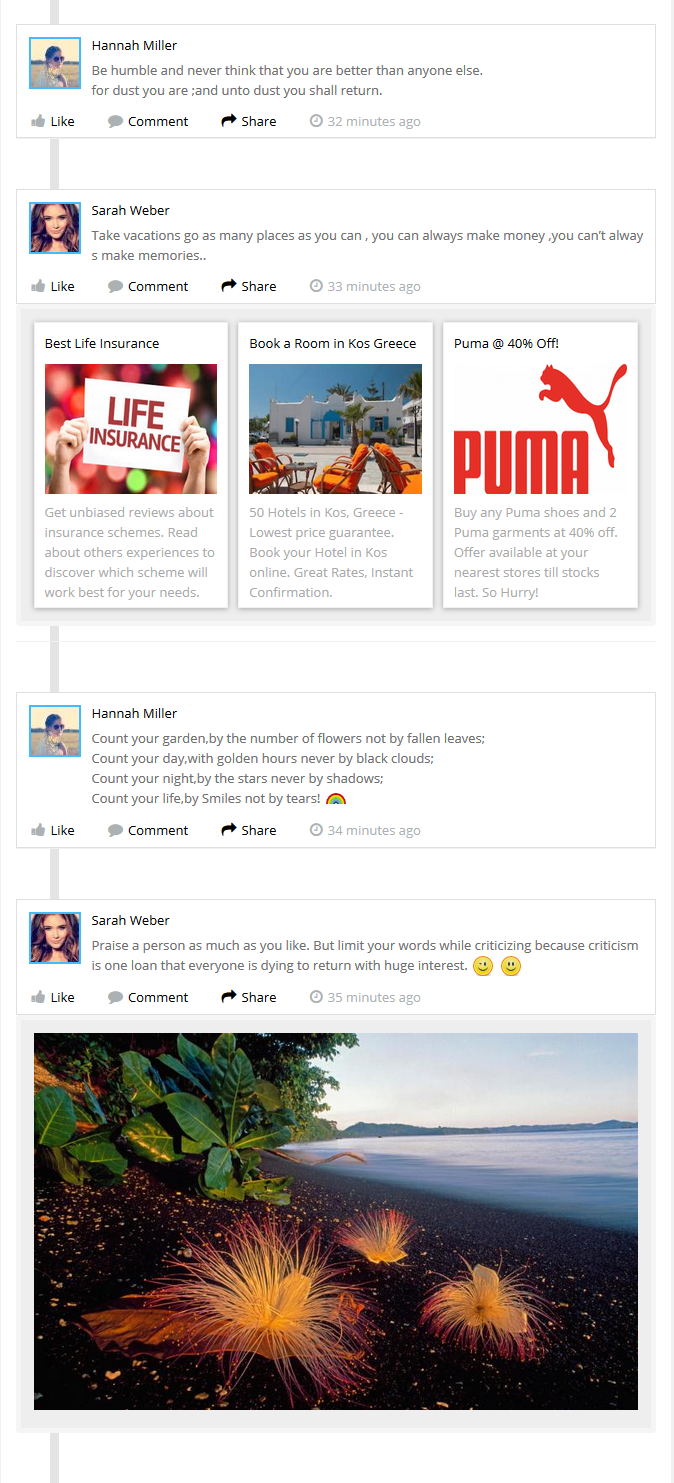 Hannah Miller
Be humble and never think that you are better than anyone else.
for dust you are ;and unto dust you shall return.
Like Comment Share 32 minutes ago
Sarah Weber
Take vacations go as many places as you can , you can always make money ,you can’t alway
s make memories..
Like Comment Share 33 minutes ago
Best Life Insurance
LIFE
INSURANCE
Get unbiased reviews about
insurance schemes. Read
about others experiences to
discover which scheme will
work best for your needs.
Book a Room in Kos Greece
50 Hotels in Kos, Greece -
Lowest price guarantee.
Book your Hotel in Kos
online. Great Rates, Instant
Confirmation.
Puma @ 40% Off!
PUMA
Buy any Puma shoes and 2
Puma garments at 40% off.
Offer available at your
nearest stores till stocks
last. So Hurry!
Hannah Miller
Count your garden,by the number of flowers not by fallen leaves;
Count your day,with golden hours never by black clouds;
Count your night,by the stars never by shadows;
Count your life,by Smiles not by tears!
Like Comment Share 34 minutes ago
Sarah Weber
Praise a person as much as you like. But limit your words while criticizing because criticism
is one loan that everyone is dying to return with huge interest.
Like Comment Share 35 minutes ago